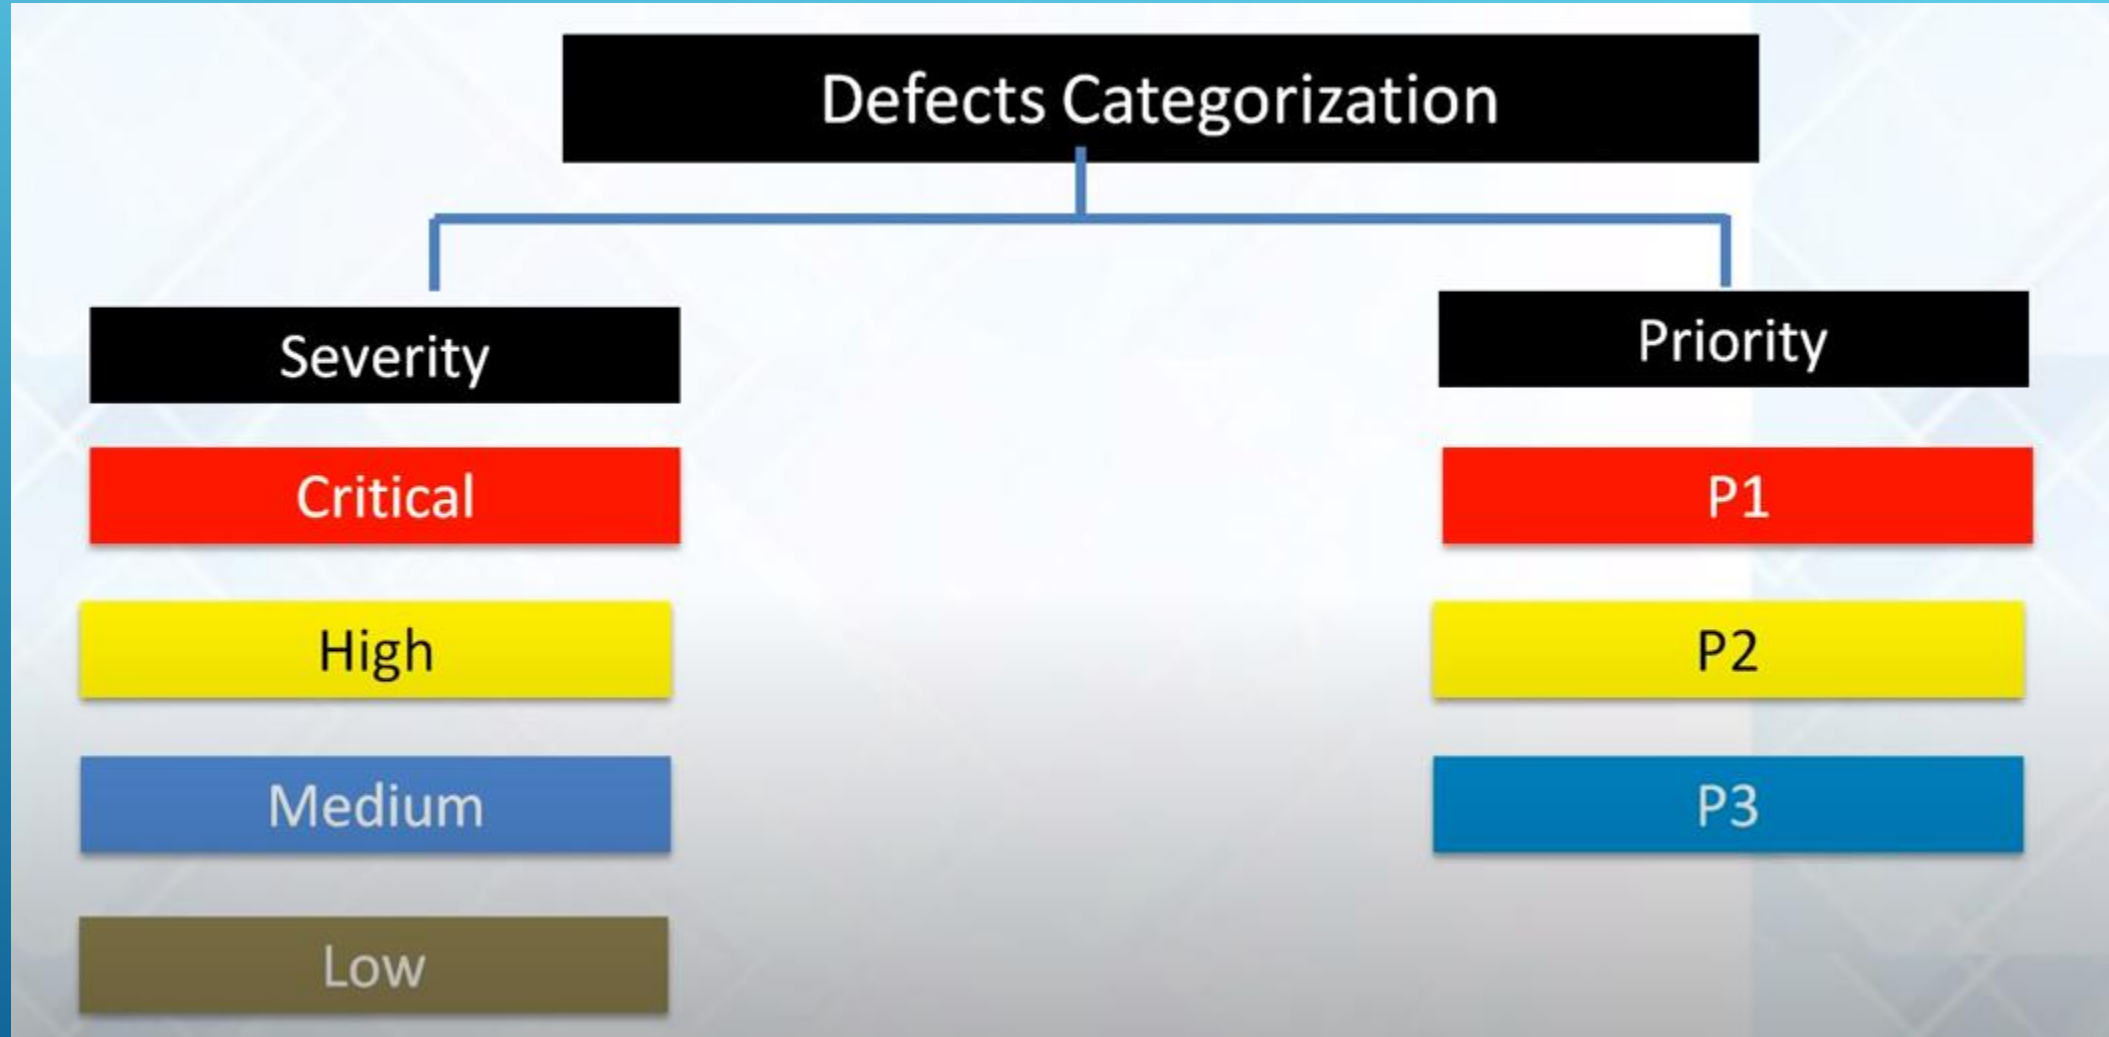 Defects Categorization
Severity
Critical
High
Medium
Low
Priority
P1
P2
P3